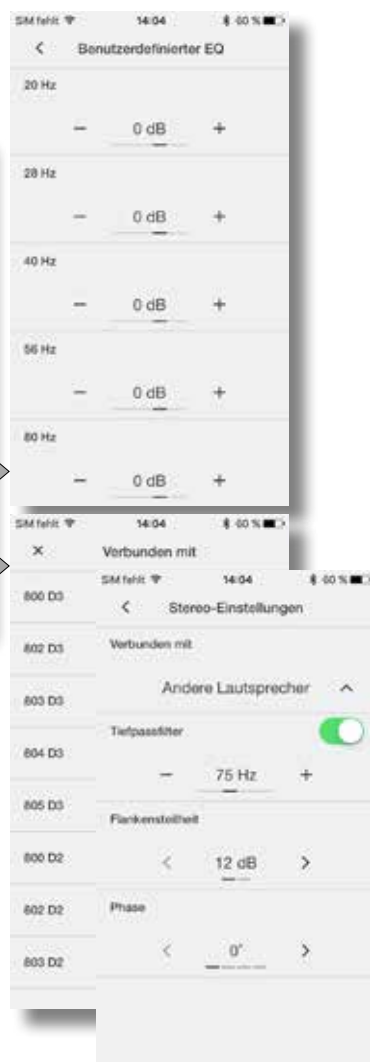 SIM fehlt 14:04 60 %
Benutzerdefinierter EQ
20 Hz
− 0 dB +
28 Hz
− 0 dB +
40 Hz
− 0 dB +
56 Hz
− 0 dB +
80 Hz
− 0 dB +
SIM fehlt 14:04 60 %
× Verbunden mit
800 D3
802 D3
803 D3
804 D3
805 D3
800 D2
802 D2
803 D2
SIM fehlt 14:04 60 %
< Stereo-Einstellungen
Verbunden mit
Andere Lautsprecher
Tiefpassfilter
− 75 Hz +
Flankensteilheit
< 12 dB >
Phase
< 0° >